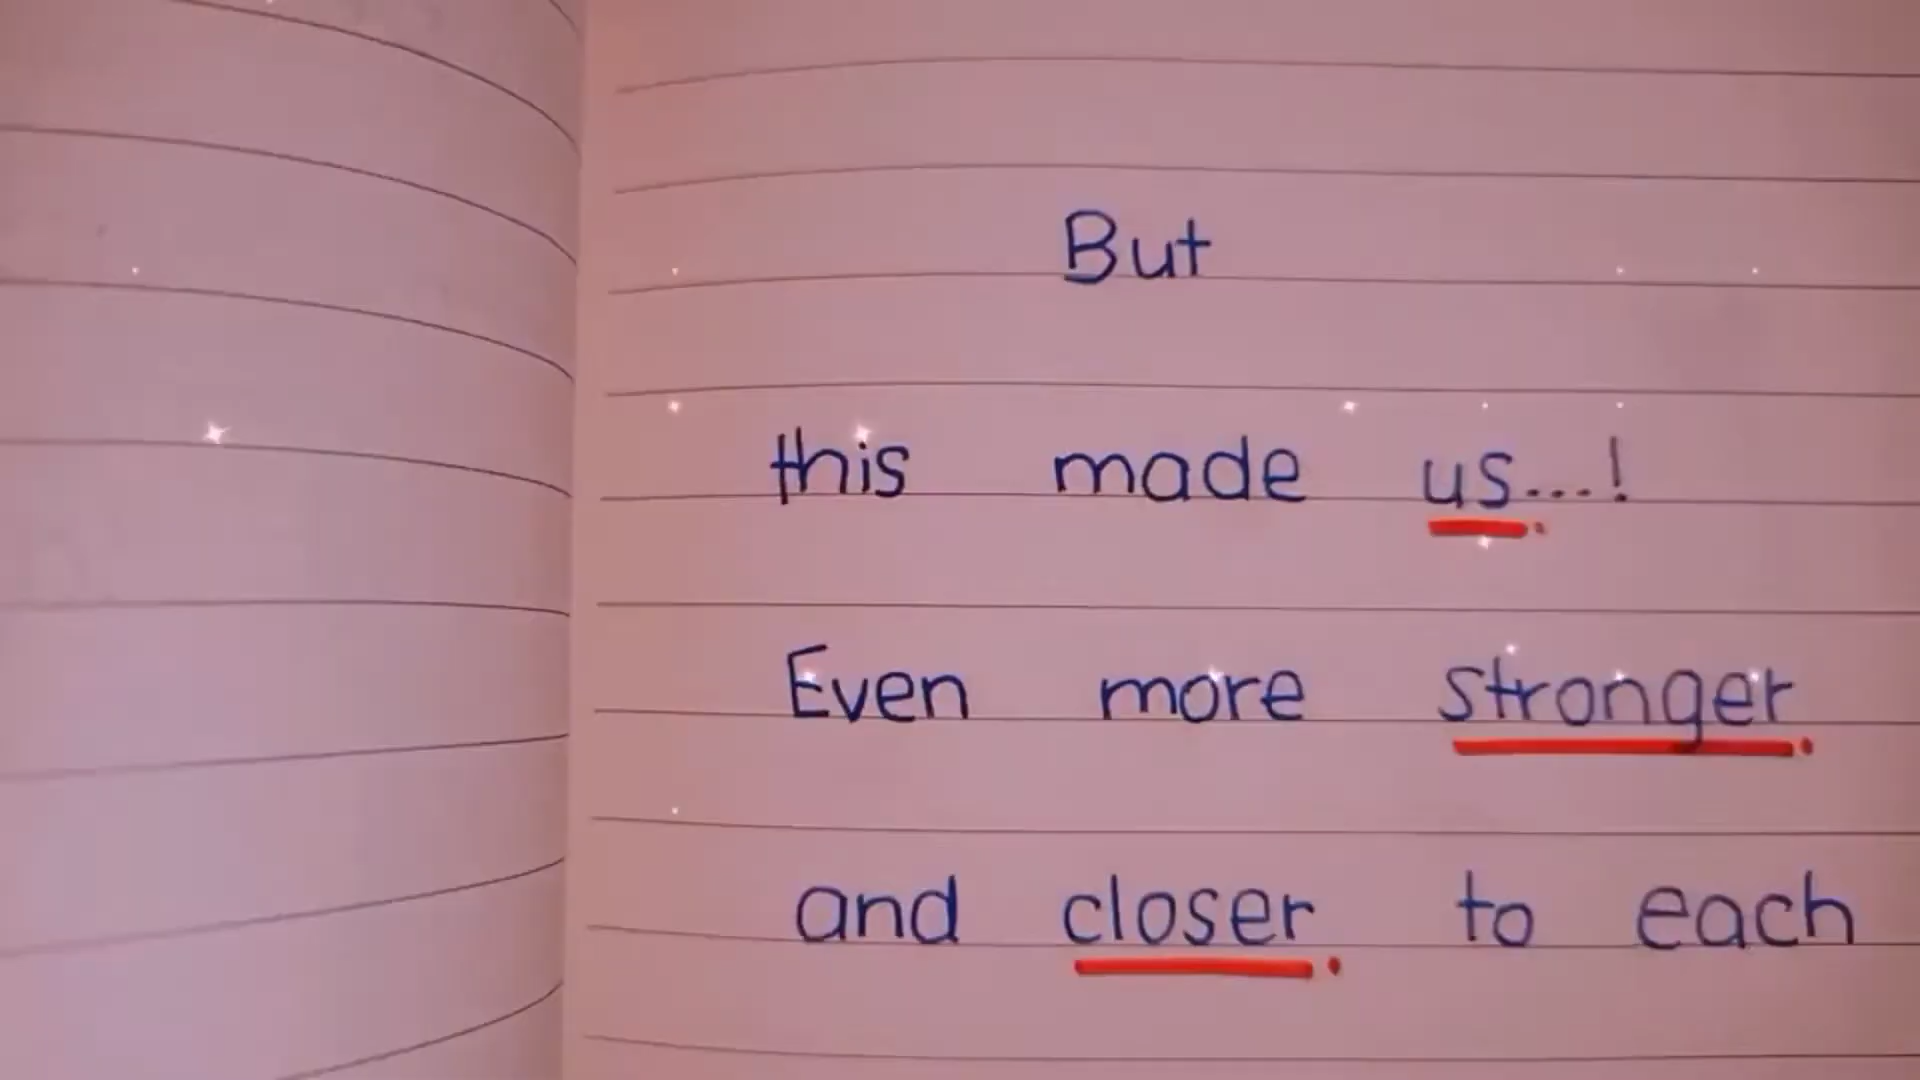 But
this made us...!
Even more stronger
and closer to each